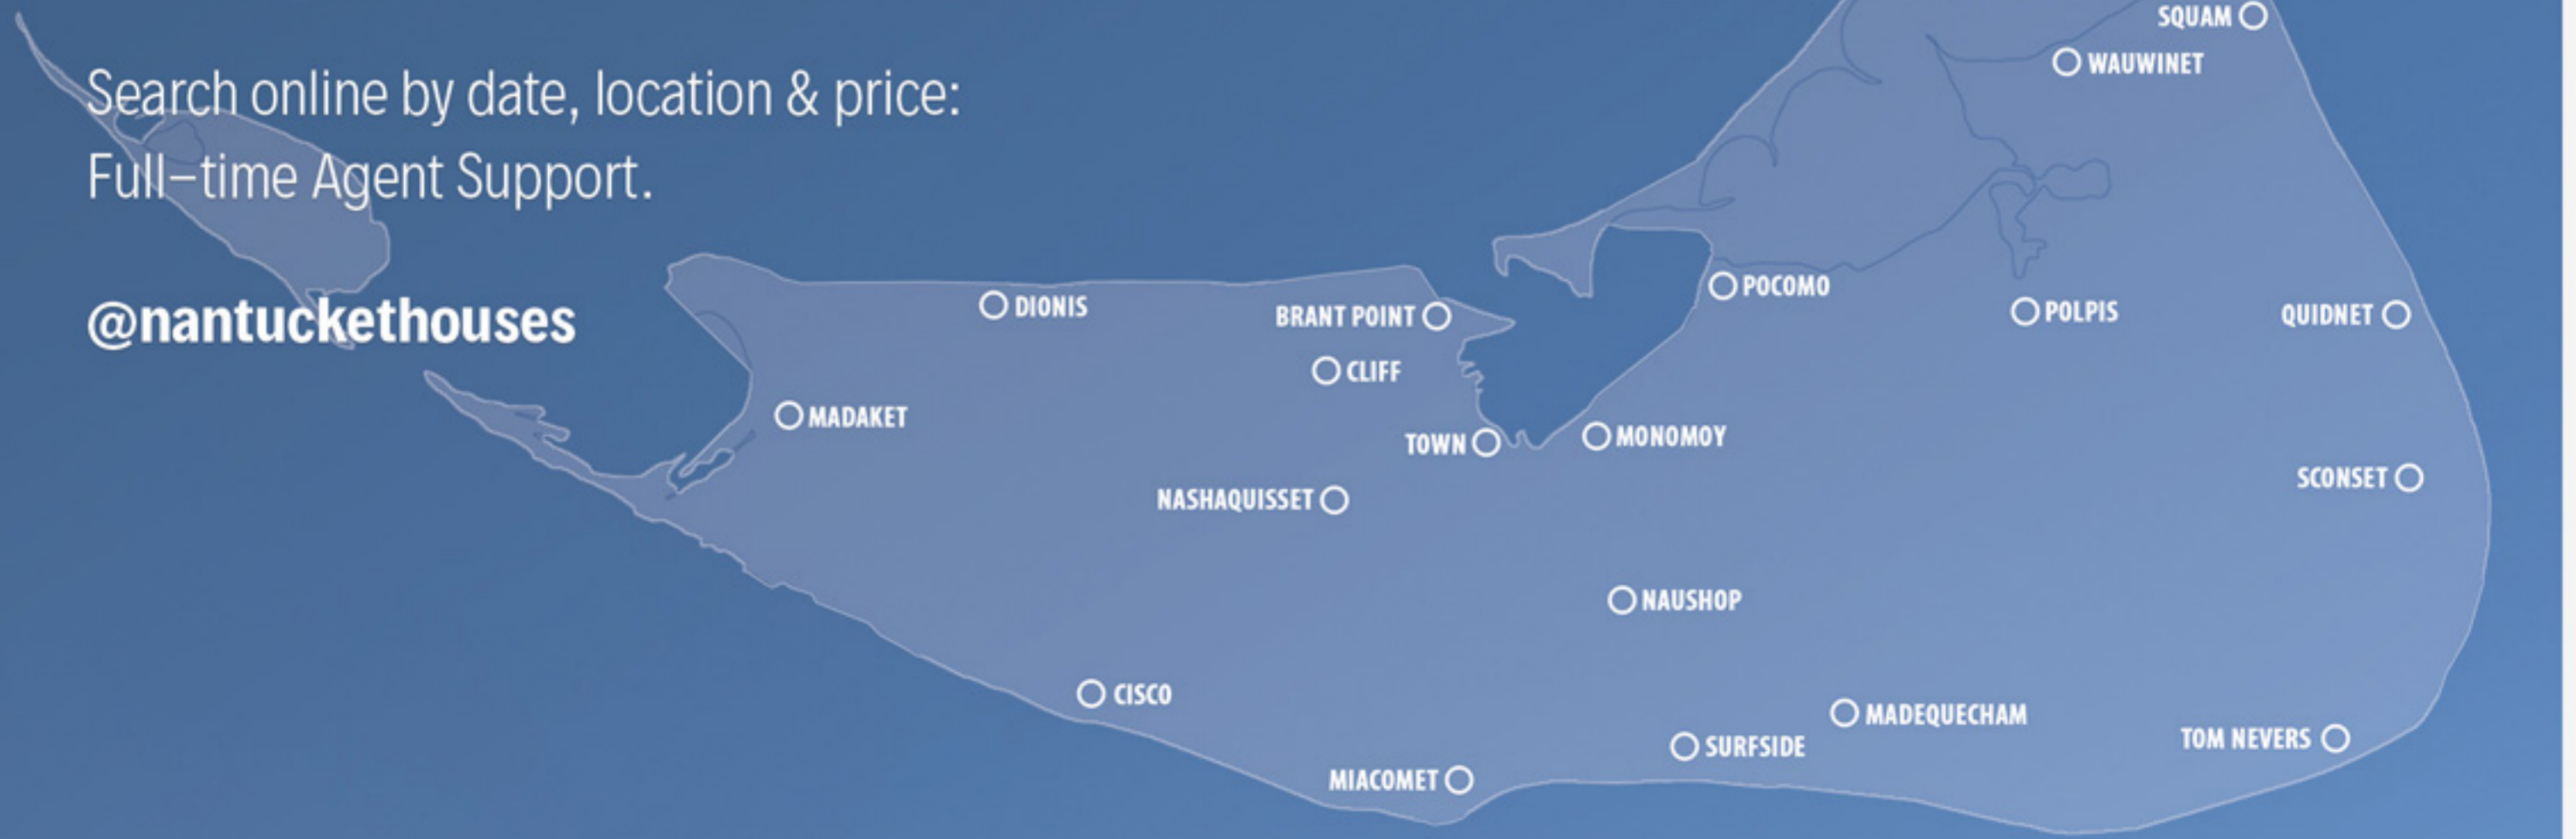 Search online by date, location & price:
Full-time Agent Support.
@nantuckethouses
SQUAM
WAUWINET
POCOMO
DIONIS
BRANT POINT
POLPIS
QUIDNET
CLIFF
MADAKET
TOWN
MONOMOY
SCONSET
NASHAQUISSET
NAUSHOP
CISCO
MADEQUECHAM
SURFSIDE
TOM NEVERS
MIACOMET